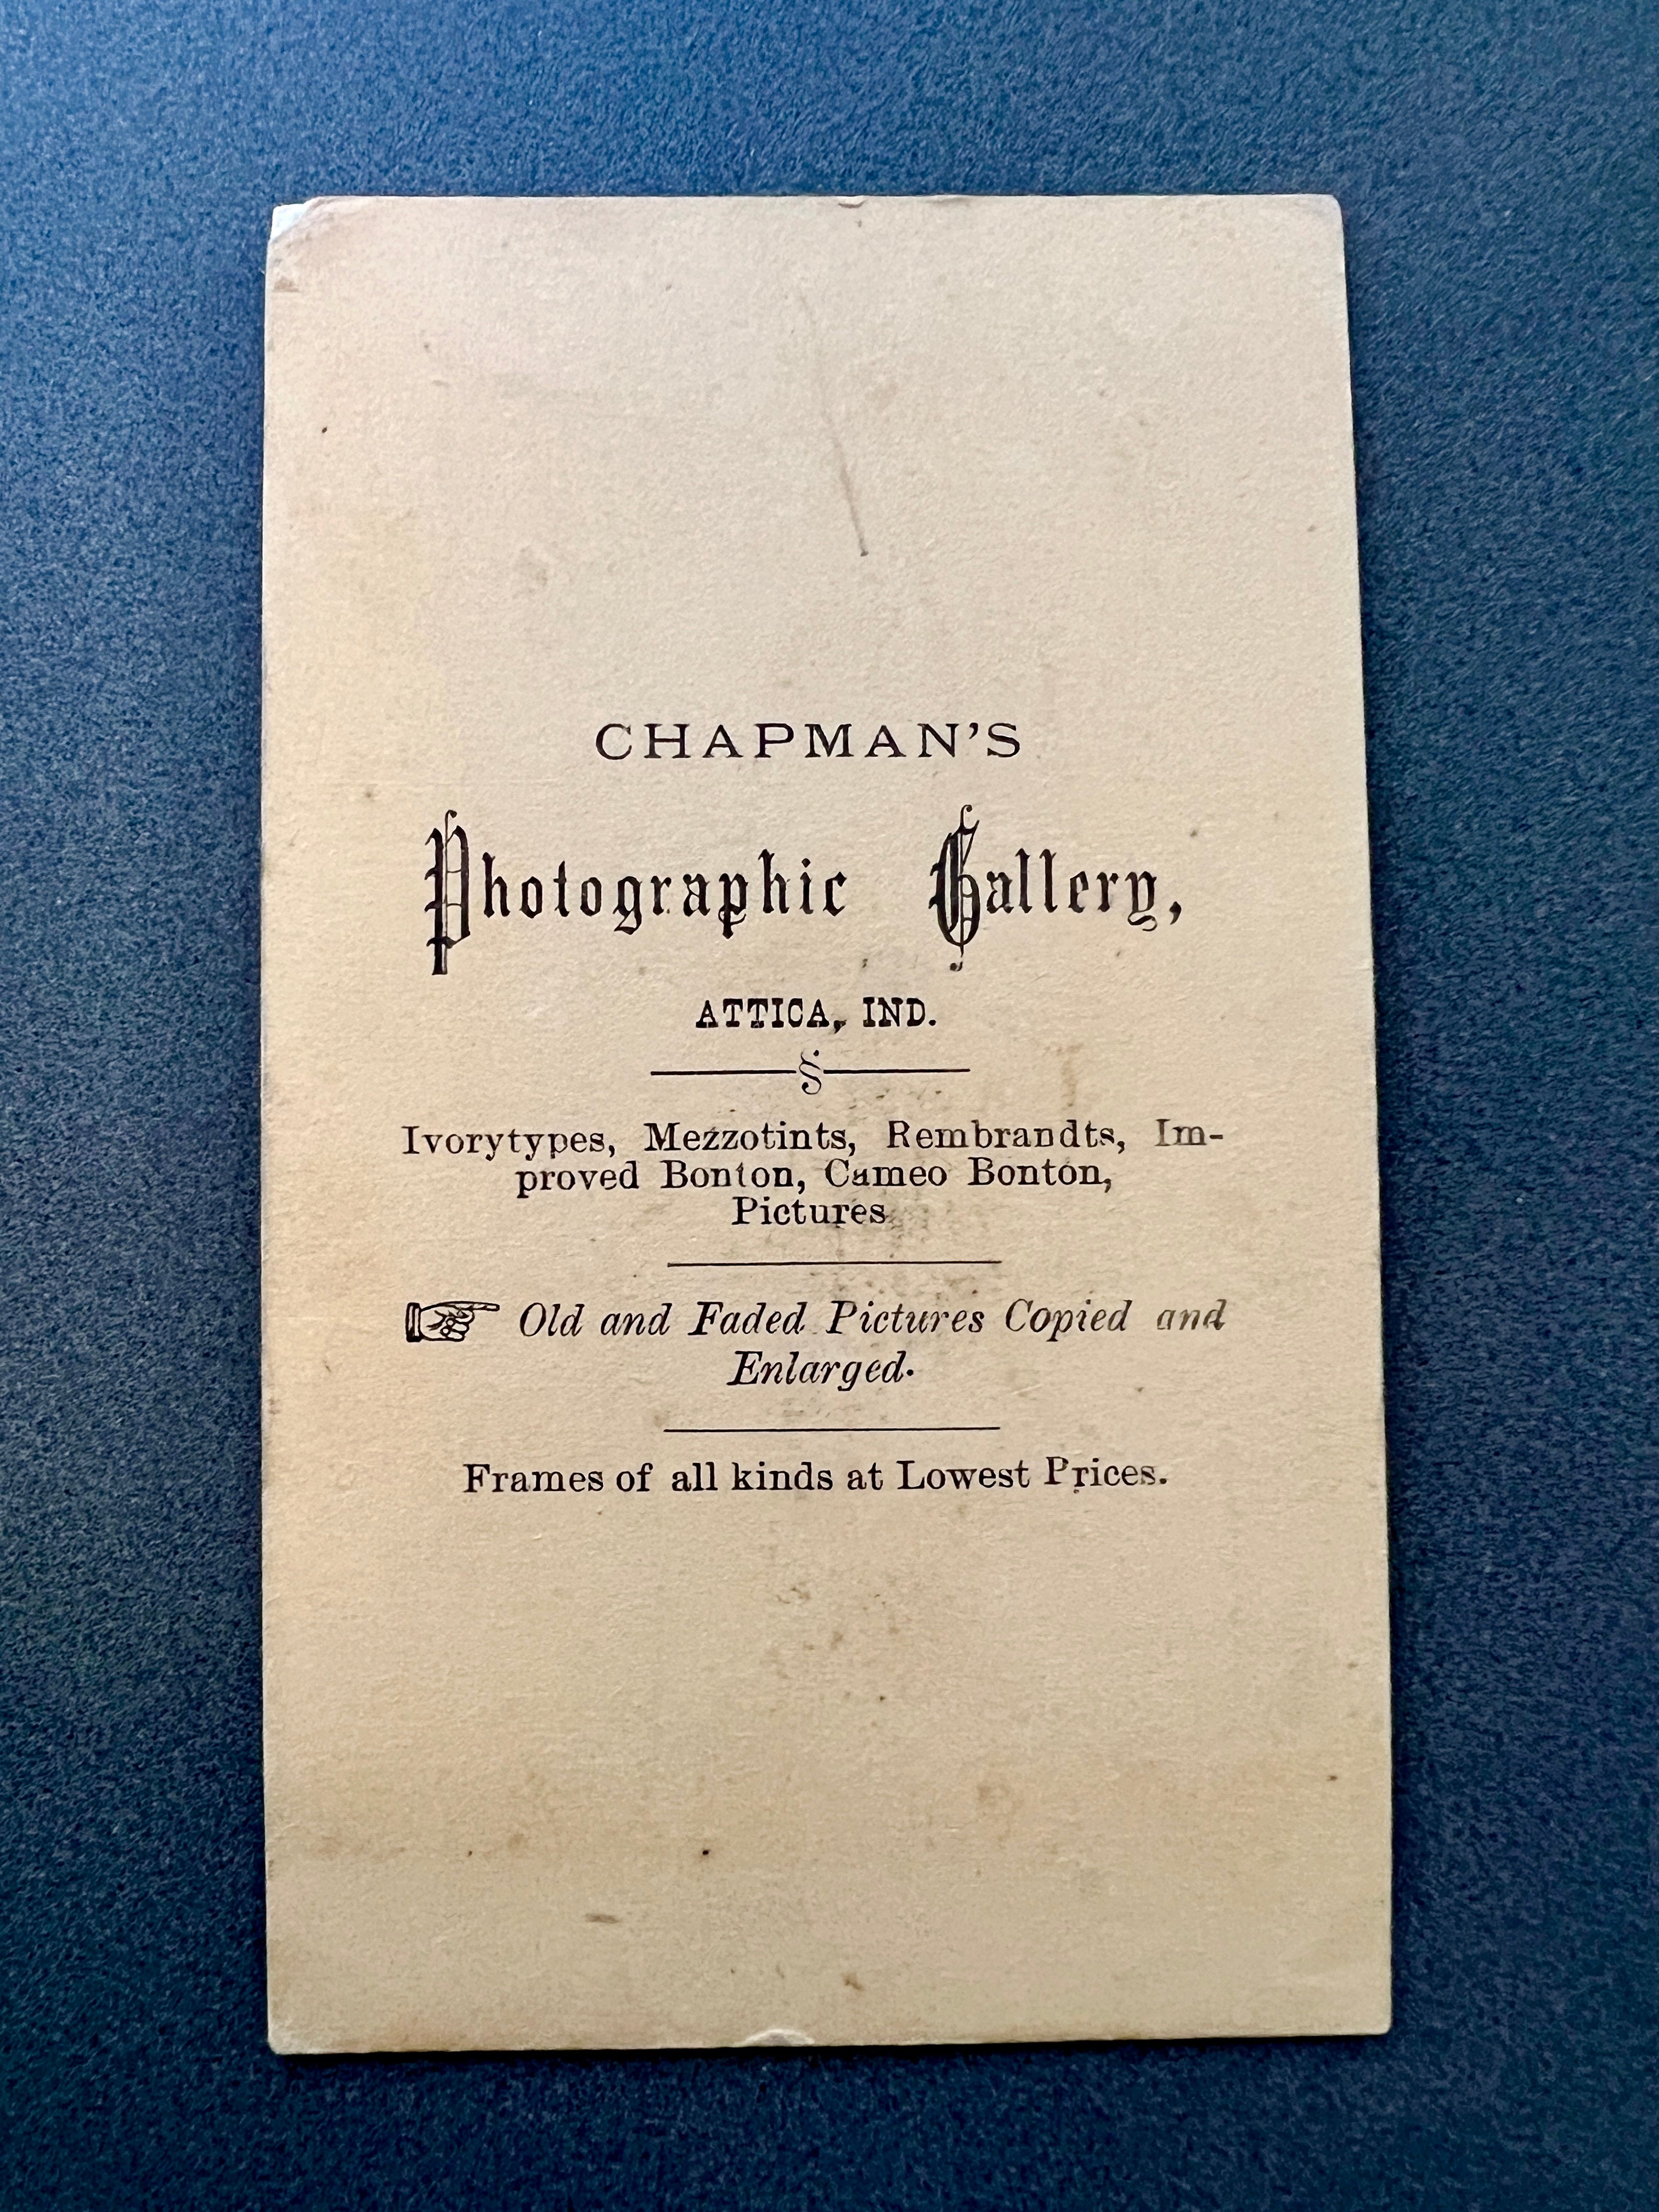 CHAPMAN'S
Photographic Gallery,
ATTICA, IND.
§
Ivorytypes, Mezzotints, Rembrandts, Im-
proved Bonton, Cameo Bonton,
Pictures
☞ Old and Faded Pictures Copied and
Enlarged.
Frames of all kinds at Lowest Prices.